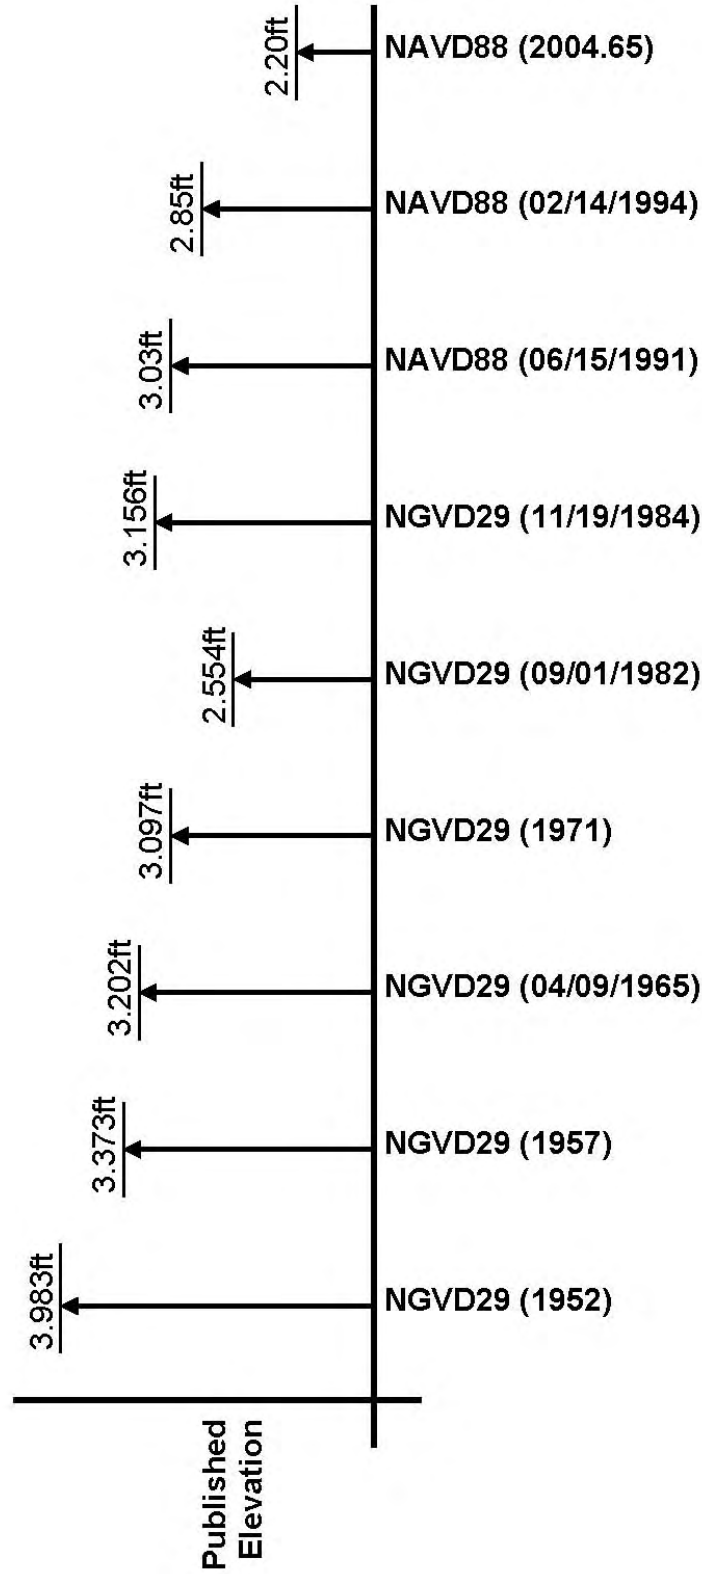 2.20ft
NAVD88 (2004.65)
2.85ft
NAVD88 (02/14/1994)
3.03ft
NAVD88 (06/15/1991)
3.156ft
NGVD29 (11/19/1984)
2.554ft
NGVD29 (09/01/1982)
3.097ft
NGVD29 (1971)
3.202ft
NGVD29 (04/09/1965)
3.373ft
NGVD29 (1957)
3.983ft
NGVD29 (1952)
Published
Elevation